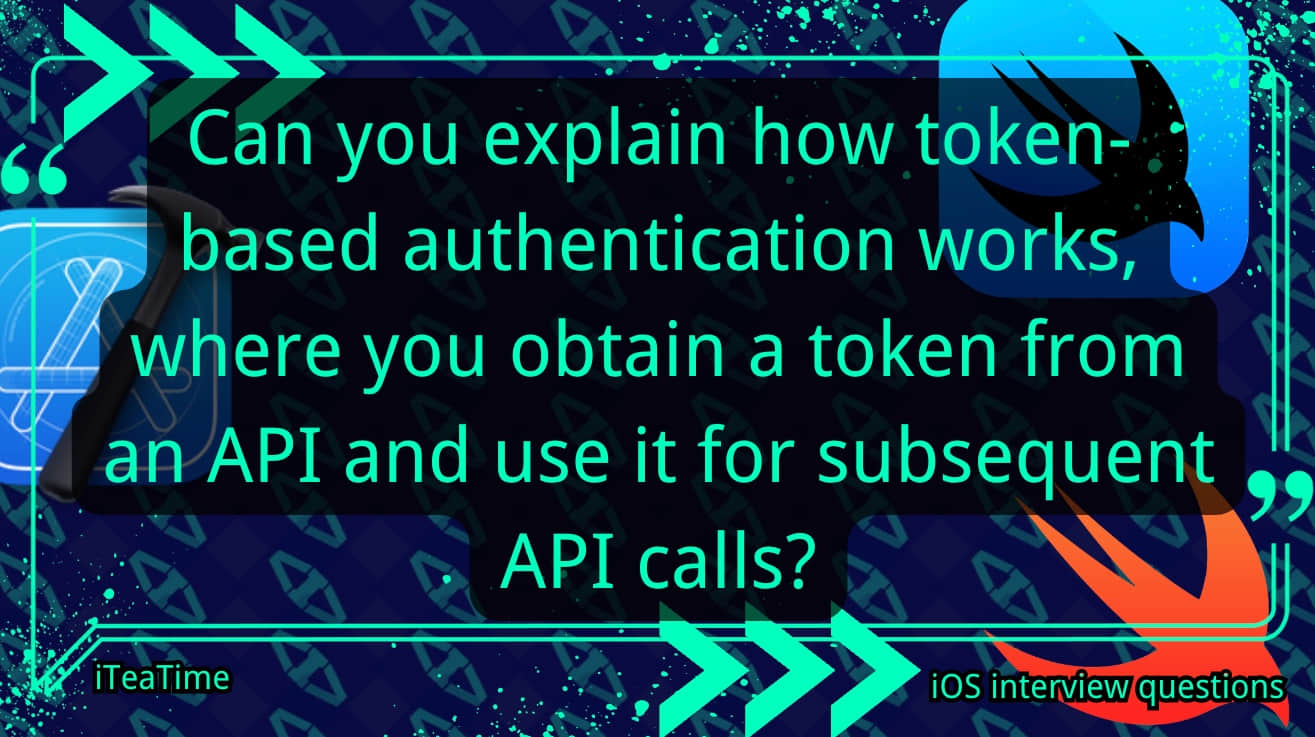 Can you explain how token-
based authentication works,
where you obtain a token from
an API and use it for subsequent
API calls?
iTeaTime
iOS interview questions